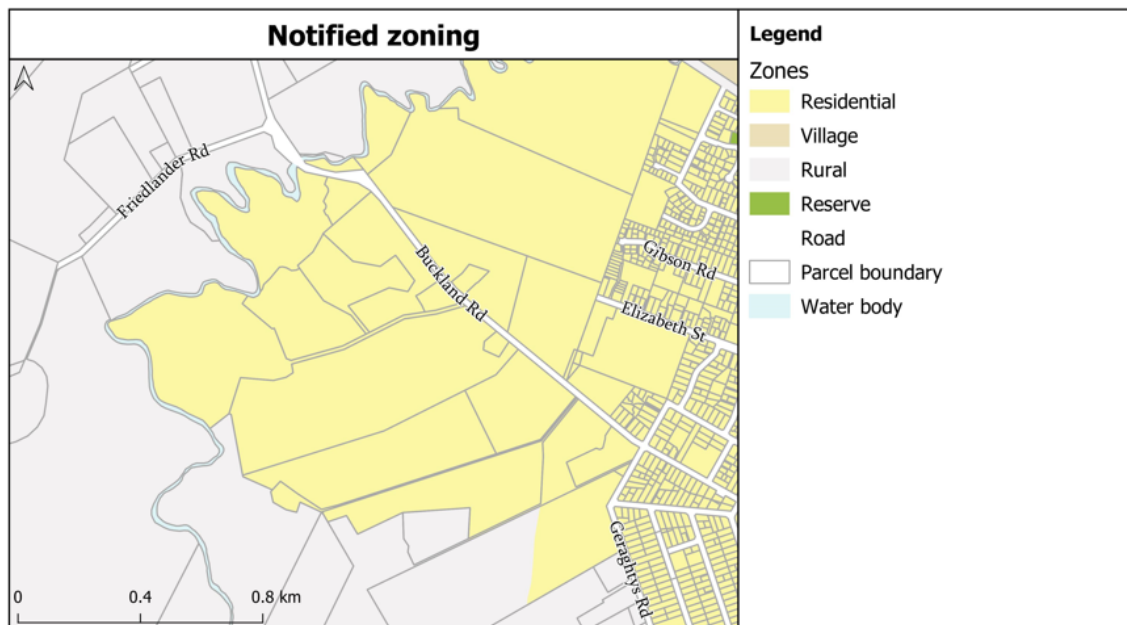 Notified zoning
Legend
Zones
Residential
Village
Rural
Reserve
Road
Parcel boundary
Water body
Friedlander Rd
Buckland Rd
Gibson Rd
Elizabeth St
Geraghtys Rd
0 0.4 0.8 km